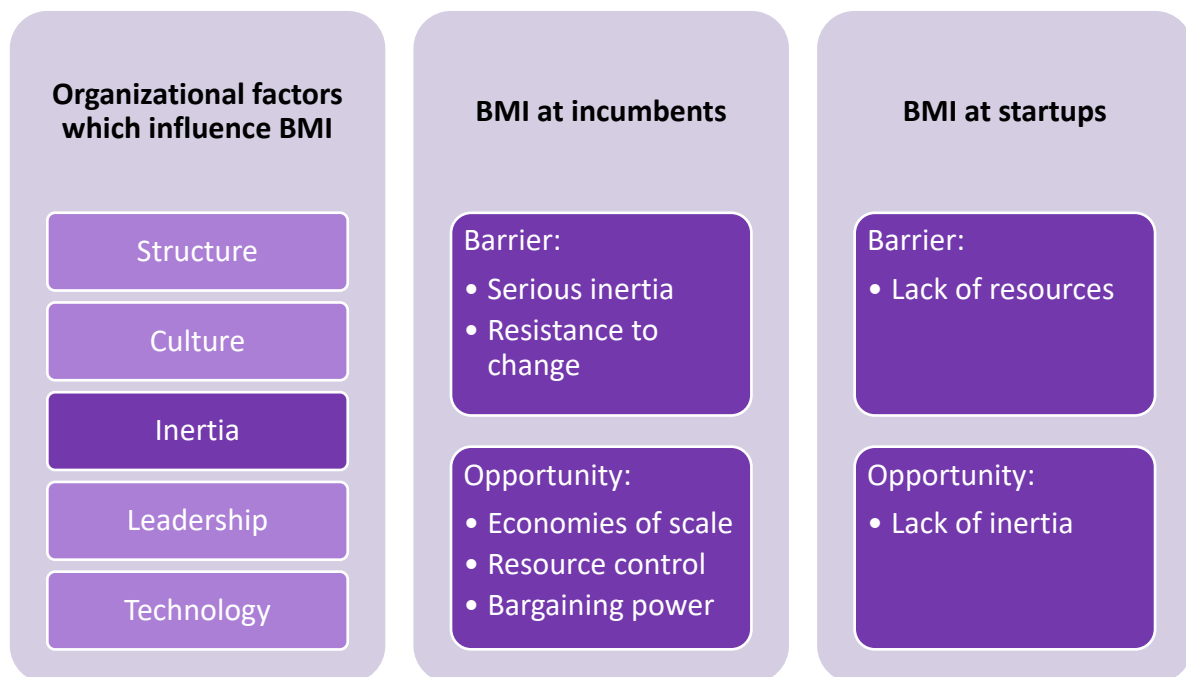 Organizational factors
which influence BMI
Structure
Culture
Inertia
Leadership
Technology
BMI at incumbents
Barrier:
• Serious inertia
• Resistance to
change
Opportunity:
• Economies of scale
• Resource control
• Bargaining power
BMI at startups
Barrier:
• Lack of resources
Opportunity:
• Lack of inertia